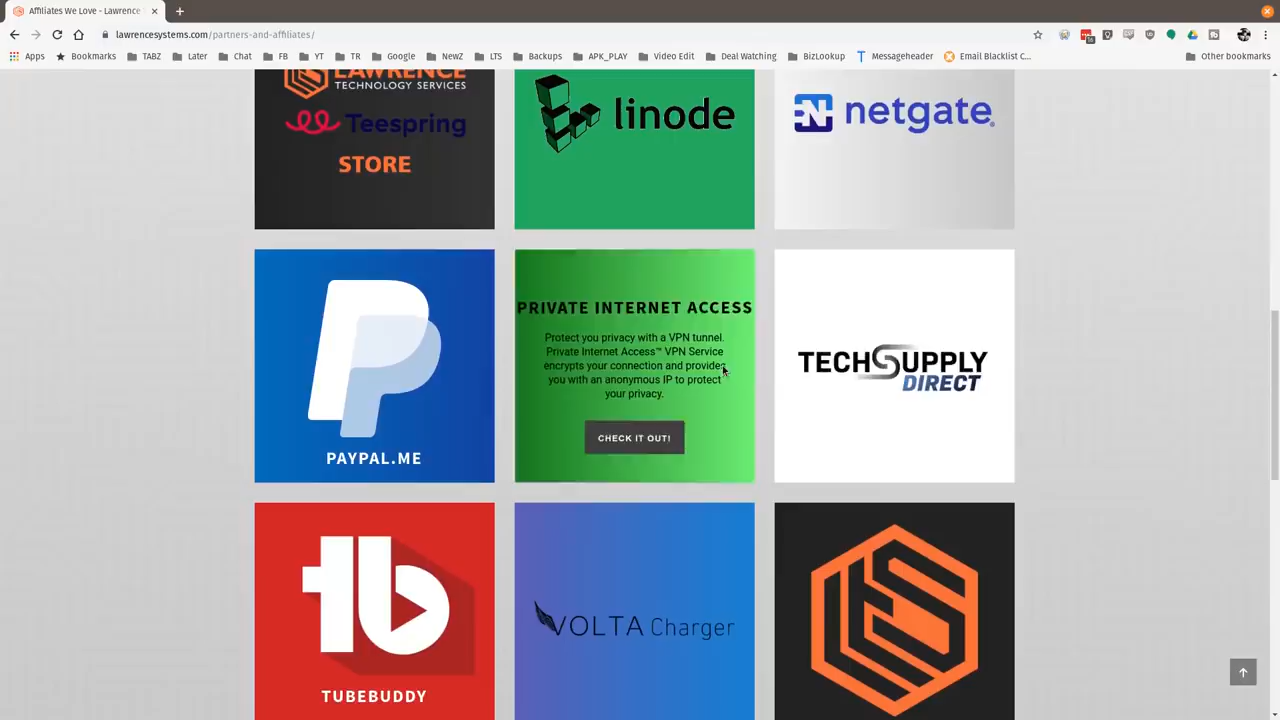 Affiliates We Love - Lawrence
lawrencesystems.com/partners-and-affiliates/
Apps Bookmarks TABZ Later Chat FB YT TR Google NewZ LTS Backups APK_PLAY Video Edit Deal Watching BizLookup Messageheader Email Blacklist C... Other bookmarks
LAWRENCE
TECHNOLOGY SERVICES
Teespring
STORE
linode
netgate
PAYPAL.ME
PRIVATE INTERNET ACCESS
Protect you privacy with a VPN tunnel.
Private Internet Access™ VPN Service
encrypts your connection and provides
you with an anonymous IP to protect
your privacy.
CHECK IT OUT!
TECHSUPPLY
DIRECT
tb
TUBEBUDDY
VOLTA Charger